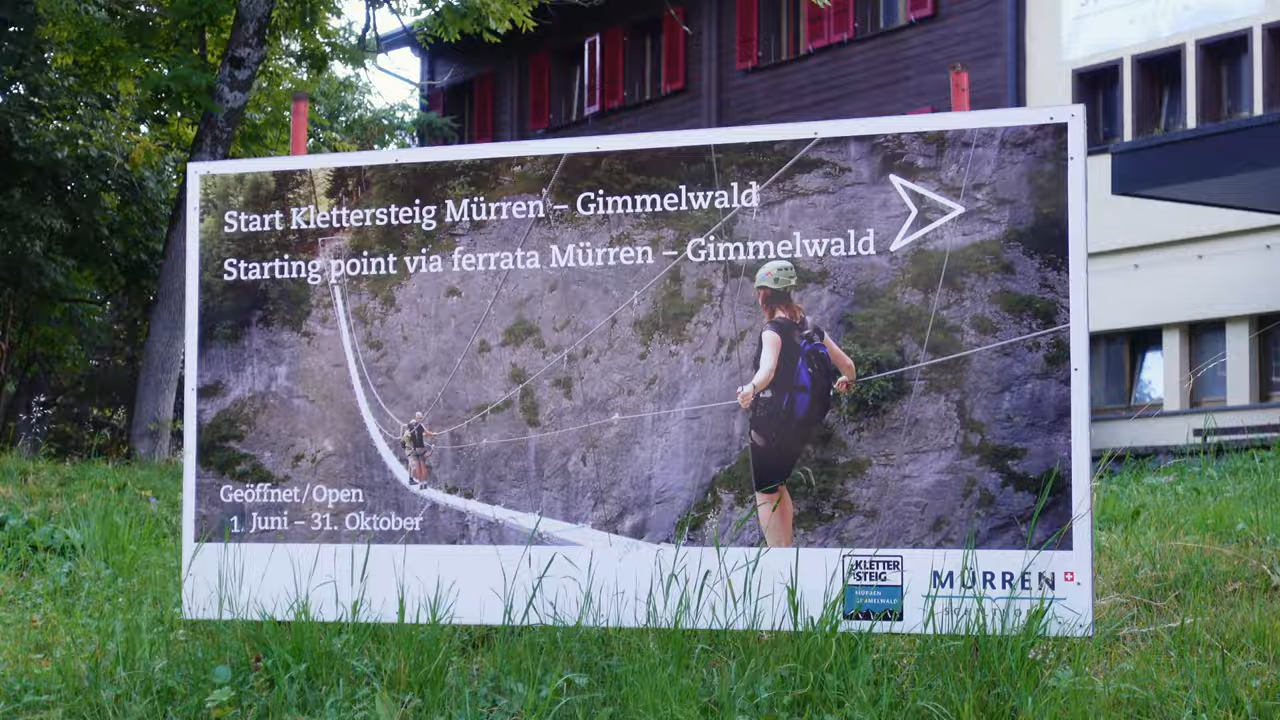 Start Klettersteig Mürren – Gimmelwald
Starting point via ferrata Mürren – Gimmelwald
Geöffnet/Open
1. Juni – 31. Oktober
KLETTER
STEIG
MÜRREN
GIMMELWALD
MÜRREN